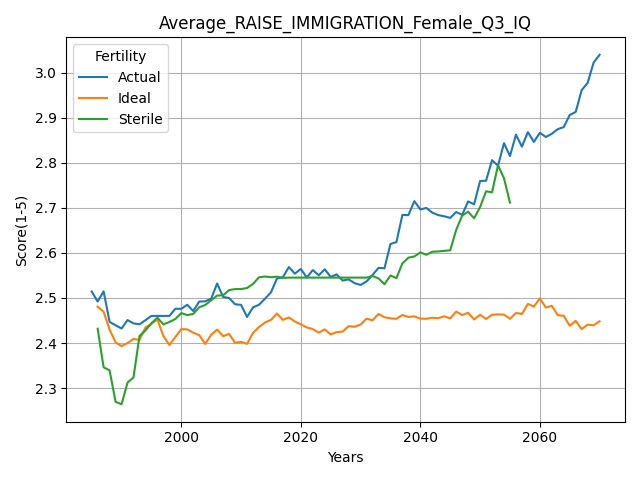 Average_RAISE_IMMIGRATION_Female_Q3_IQ
Fertility
Actual
Ideal
Sterile
3.0
2.9
2.8
2.7
2.6
2.5
2.4
2.3
Score(1-5)
2000
2020
2040
2060
Years